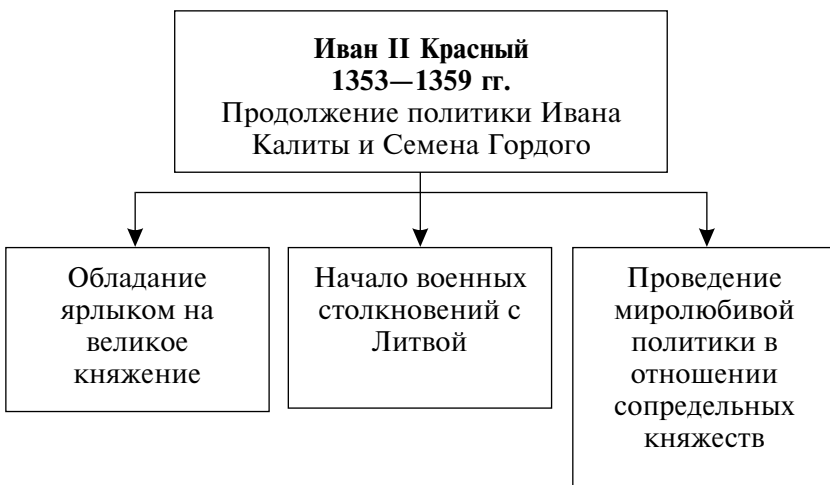 Иван II Красный
1353—1359 гг.
Продолжение политики Ивана
Калиты и Семена Гордого
Обладание
ярлыком на
великое
княжение
Начало военных
столкновений с
Литвой
Проведение
миролюбивой
политики в
отношении
сопредельных
княжеств